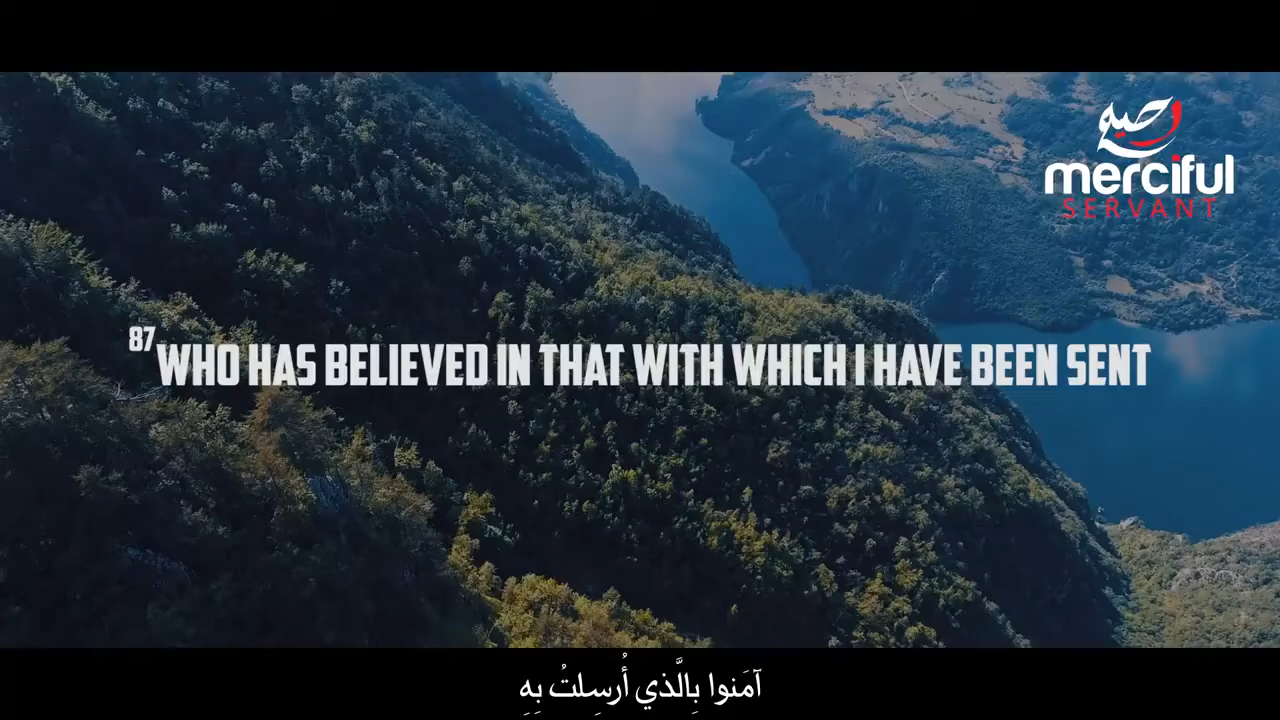 merciful
SERVANT
87 WHO HAS BELIEVED IN THAT WITH WHICH I HAVE BEEN SENT
آمَنوا بِالَّذي أُرسِلتُ بِهِ